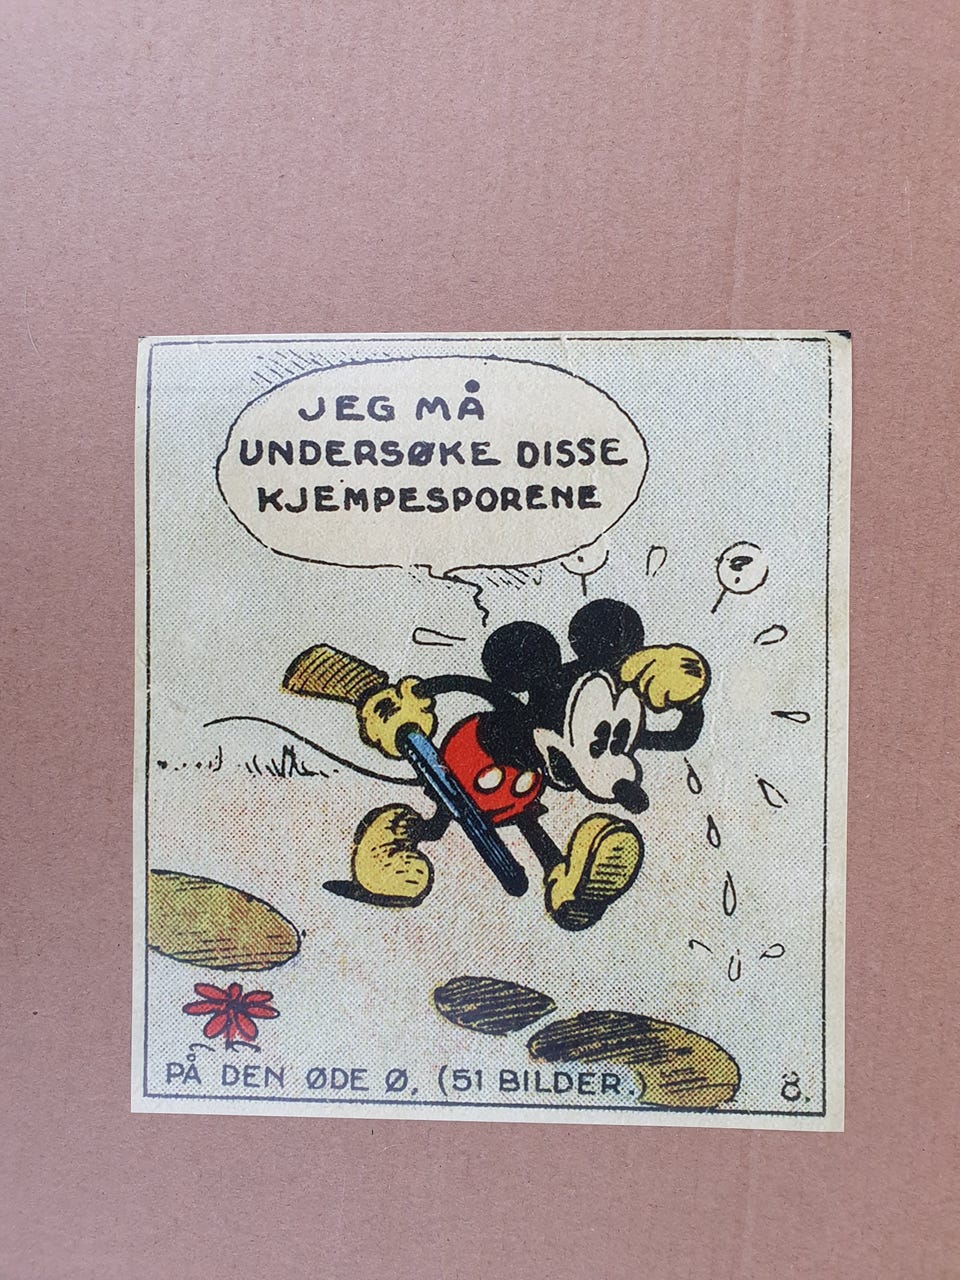 JEG MÅ
UNDERSØKE DISSE
KJEMPESPORENE
?
PÅ DEN ØDE Ø, (51 BILDER.) 8.